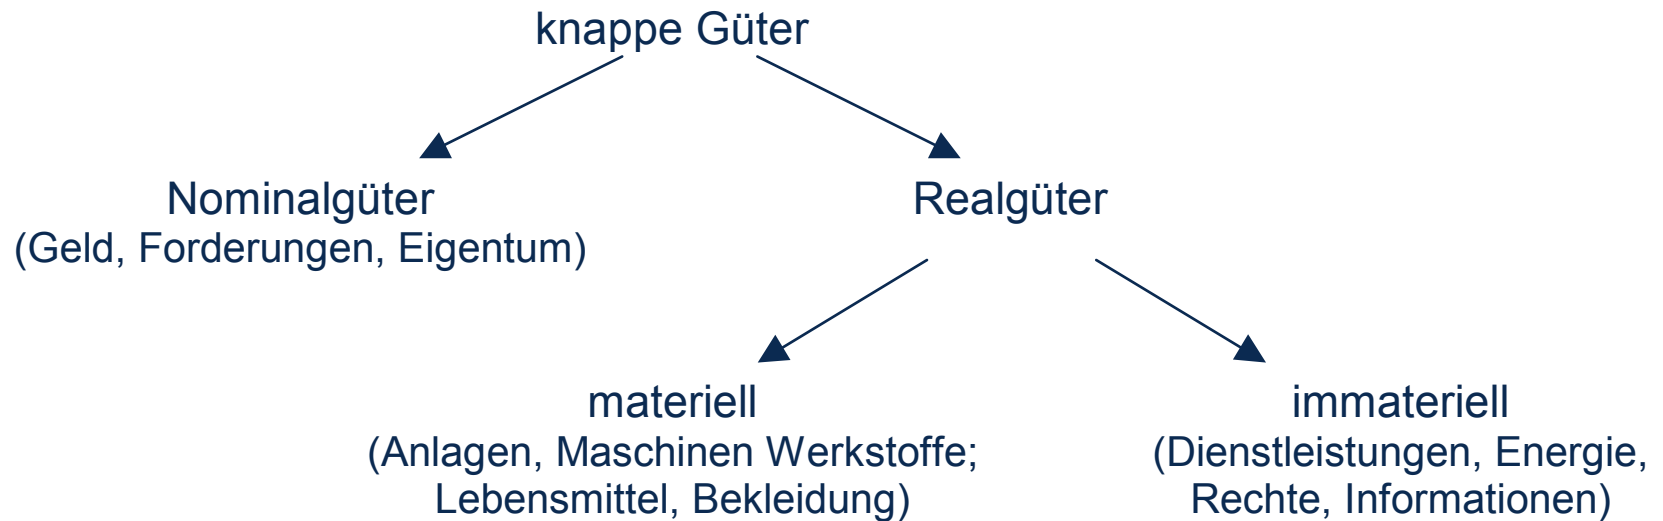 knappe Güter
Nominalgüter
(Geld, Forderungen, Eigentum)
Realgüter
materiell
(Anlagen, Maschinen Werkstoffe;
Lebensmittel, Bekleidung)
immateriell
(Dienstleistungen, Energie,
Rechte, Informationen)